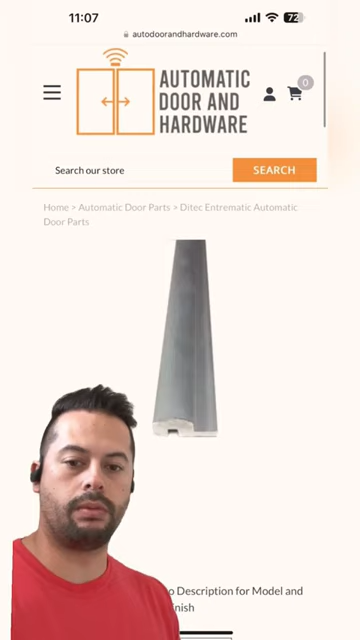 11:07
72
autodoorandhardware.com
AUTOMATIC
DOOR AND
HARDWARE
0
Search our store
SEARCH
Home > Automatic Door Parts > Ditec Entrematic Automatic
Door Parts
o Description for Model and
inish